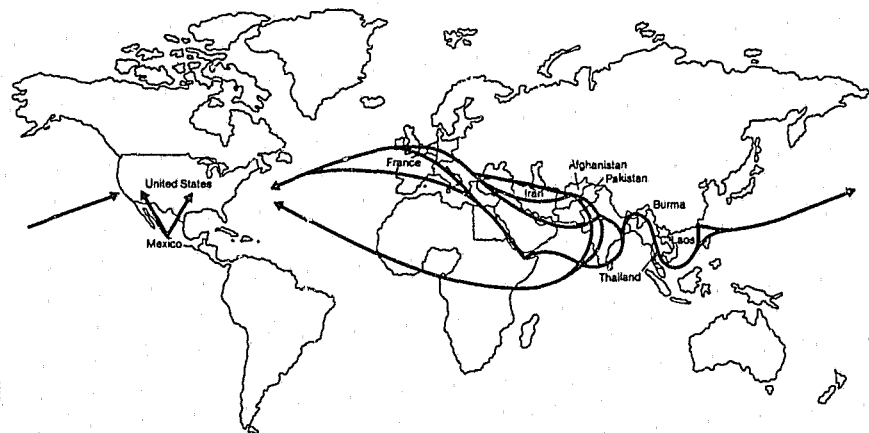 France
Afghanistan
Pakistan
Iran
United States
Burma
Mexico
Laos
Thailand